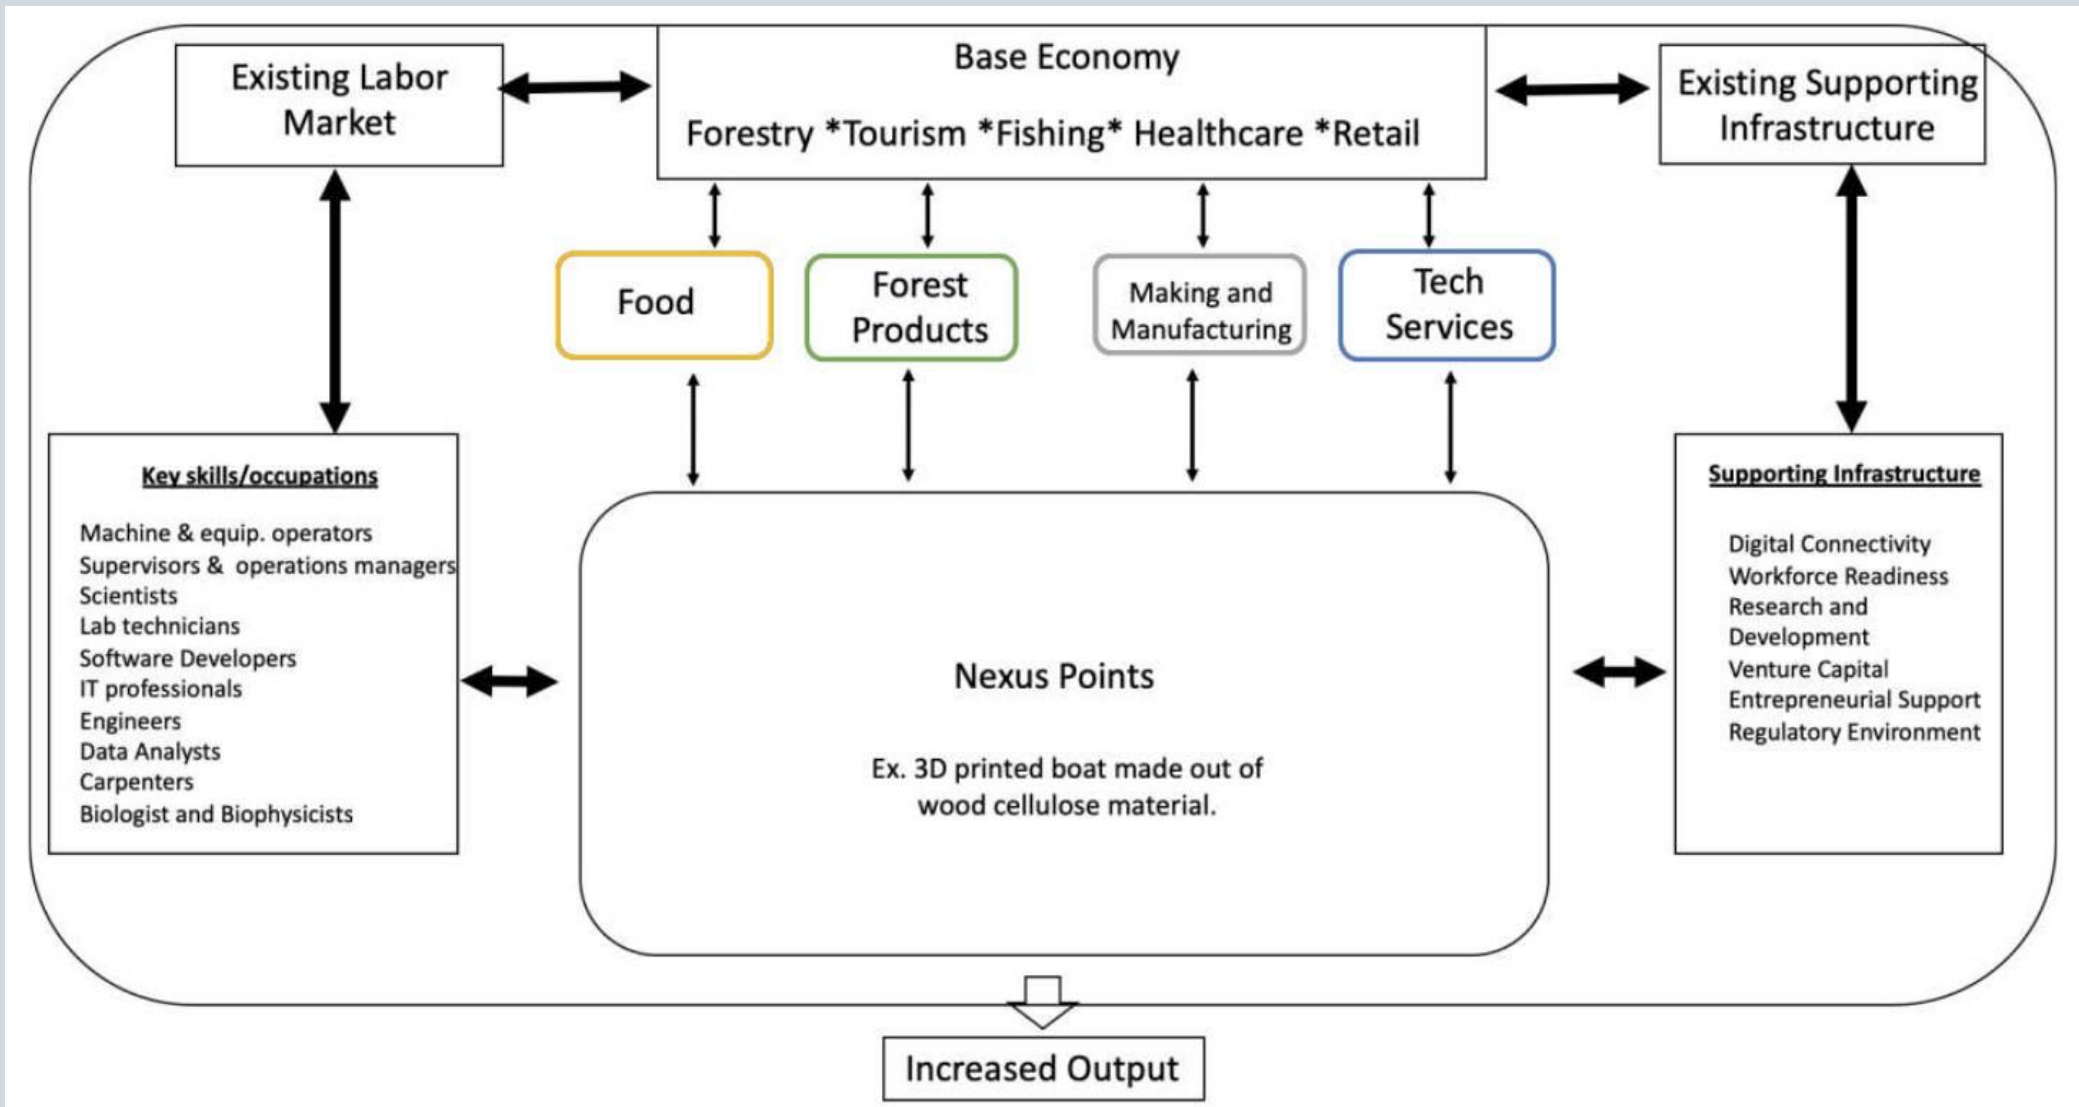 Existing Labor
Market
Base Economy
Forestry *Tourism *Fishing* Healthcare *Retail
Existing Supporting
Infrastructure
Food
Forest
Products
Making and
Manufacturing
Tech
Services
Key skills/occupations
Machine & equip. operators
Supervisors &  operations managers
Scientists
Lab technicians
Software Developers
IT professionals
Engineers
Data Analysts
Carpenters
Biologist and Biophysicists
Nexus Points
Ex. 3D printed boat made out of
wood cellulose material.
Supporting Infrastructure
Digital Connectivity
Workforce Readiness
Research and
Development
Venture Capital
Entrepreneurial Support
Regulatory Environment
Increased Output